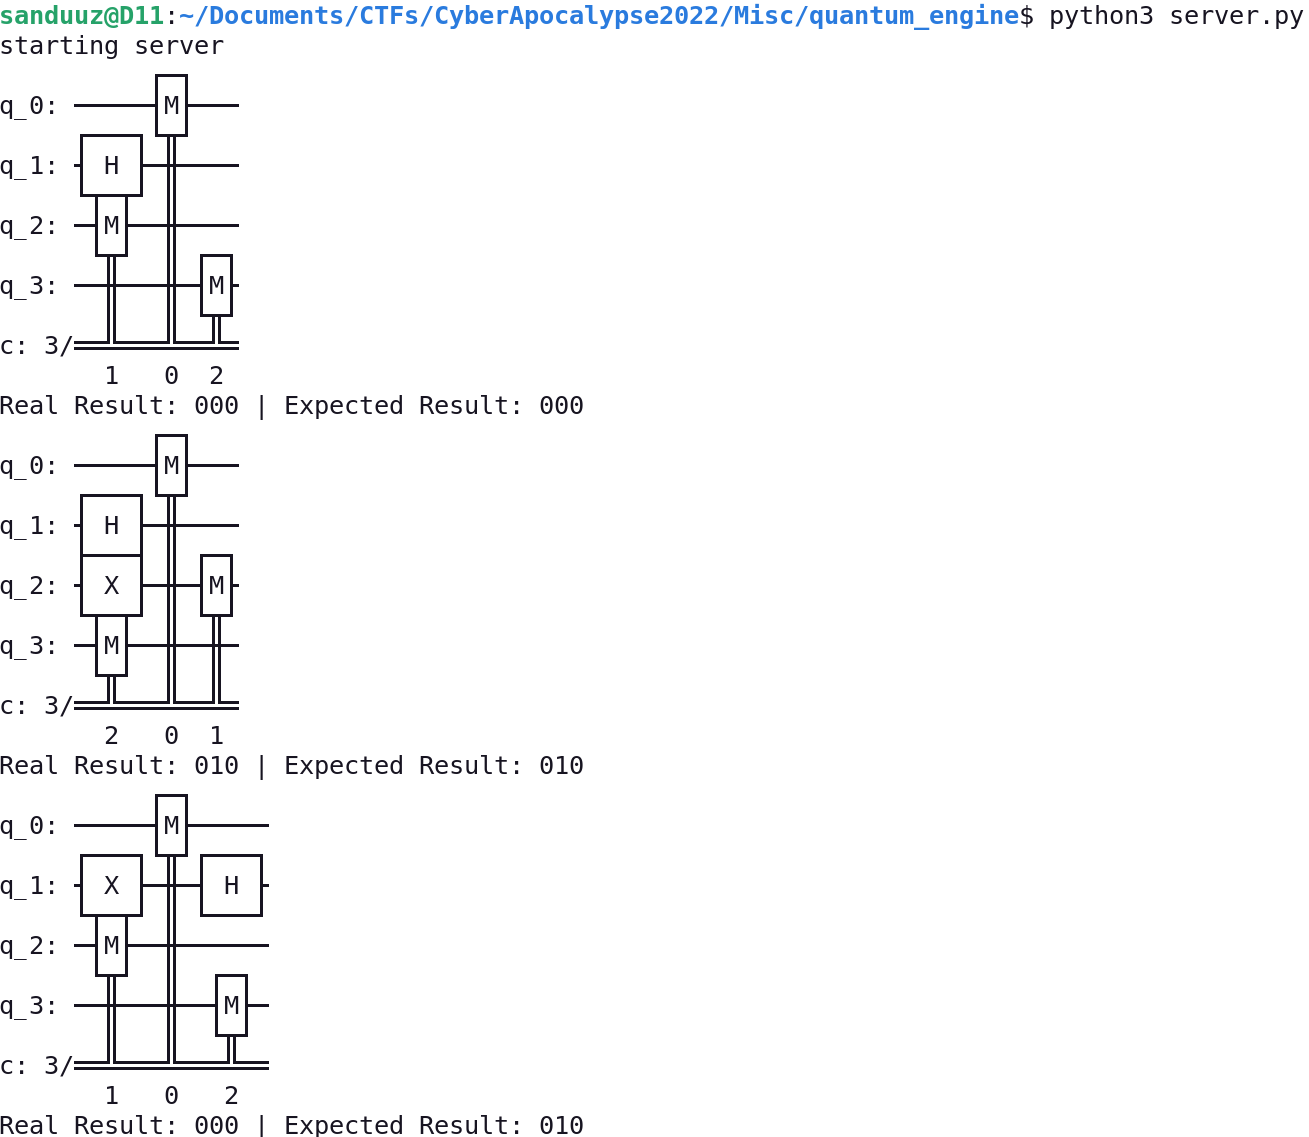 sanduuz@D11:~/Documents/CTFs/CyberApocalypse2022/Misc/quantum_engine$ python3 server.py
starting server
M
q_0:
H
q_1:
M
q_2:
M
q_3:
c: 3/
1 0 2
Real Result: 000 | Expected Result: 000
q_0: M
q_1: H
q_2: X M
q_3: M
c: 3/
2 0 1
Real Result: 010 | Expected Result: 010
q_0: M
q_1: X H
q_2: M
q_3: M
c: 3/
1 0 2
Real Result: 000 | Expected Result: 010